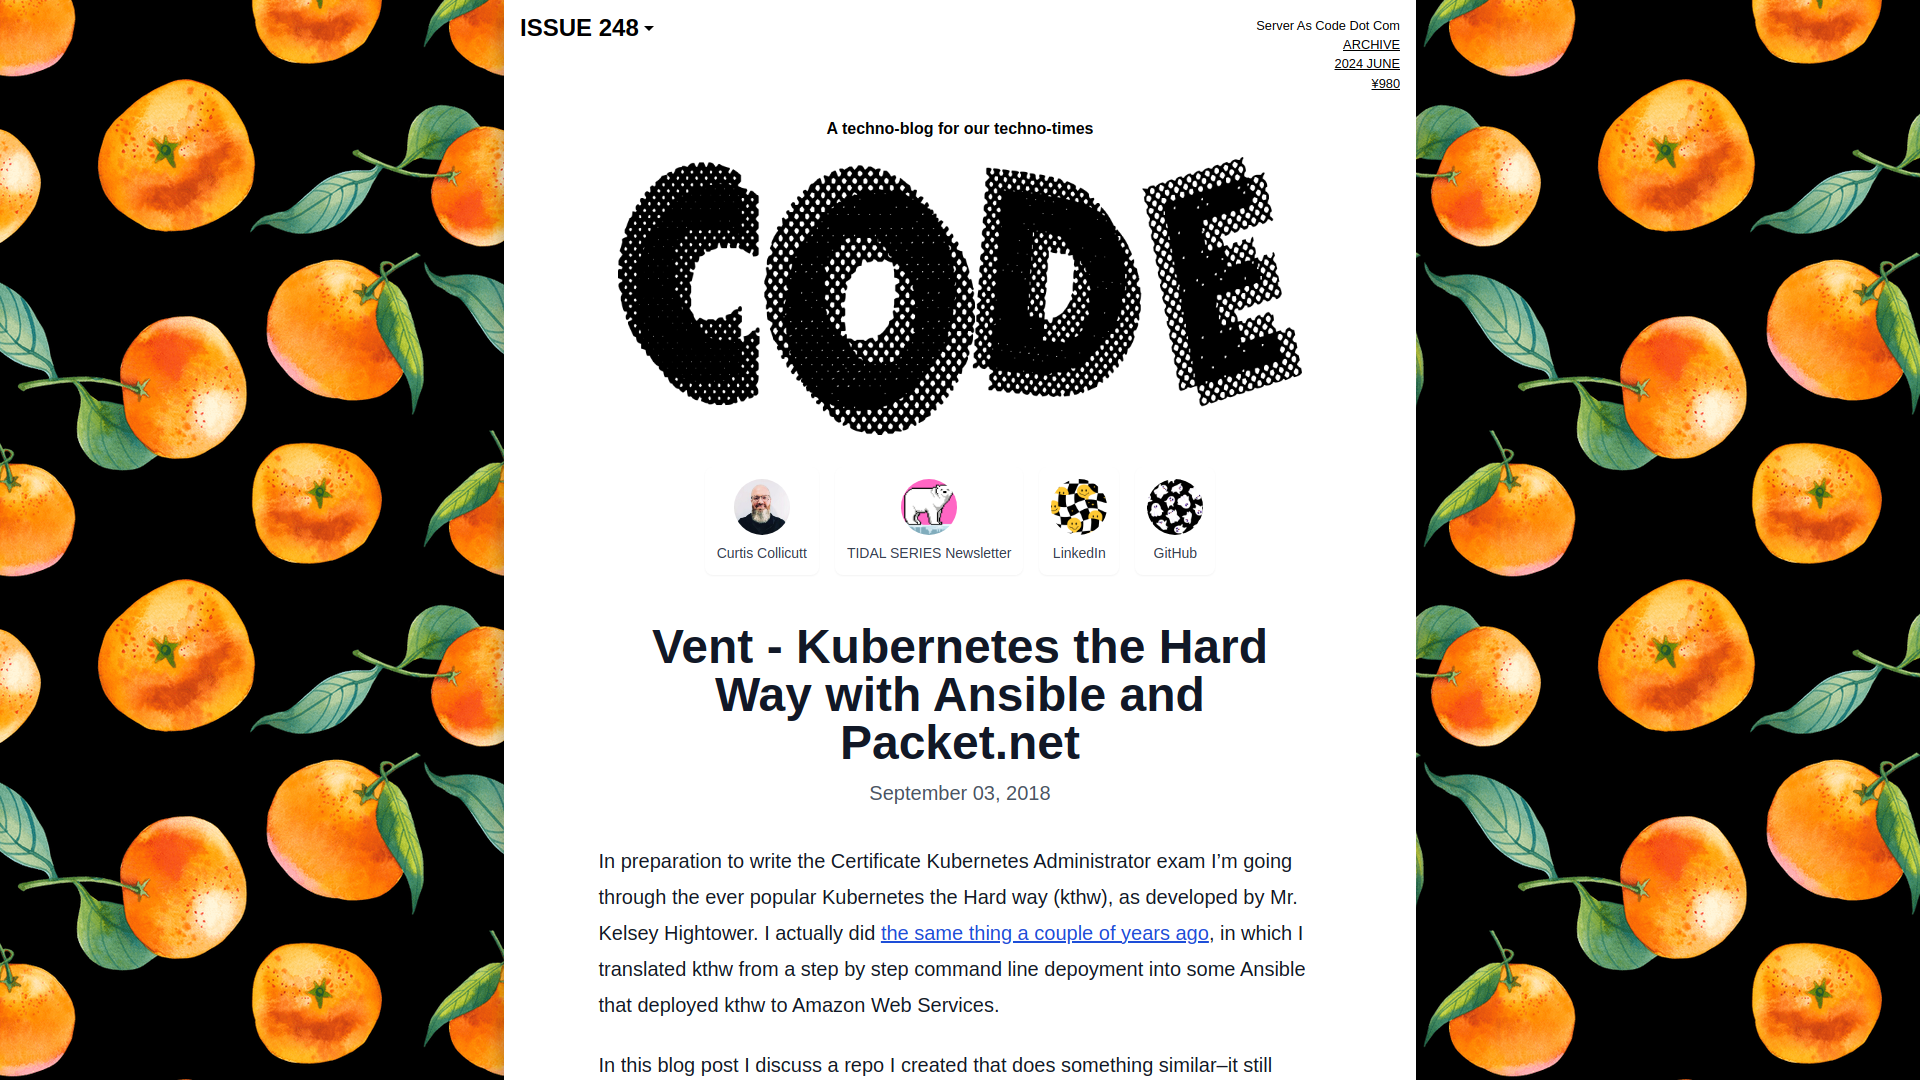 ISSUE 248
Server As Code Dot Com
ARCHIVE
2024 JUNE
¥980
A techno-blog for our techno-times
CODE
Curtis Collicutt
TIDAL SERIES Newsletter
LinkedIn
GitHub
Vent - Kubernetes the Hard
Way with Ansible and
Packet.net
September 03, 2018
In preparation to write the Certificate Kubernetes Administrator exam I’m going
through the ever popular Kubernetes the Hard way (kthw), as developed by Mr.
Kelsey Hightower. I actually did the same thing a couple of years ago, in which I
translated kthw from a step by step command line depoyment into some Ansible
that deployed kthw to Amazon Web Services.
In this blog post I discuss a repo I created that does something similar–it still